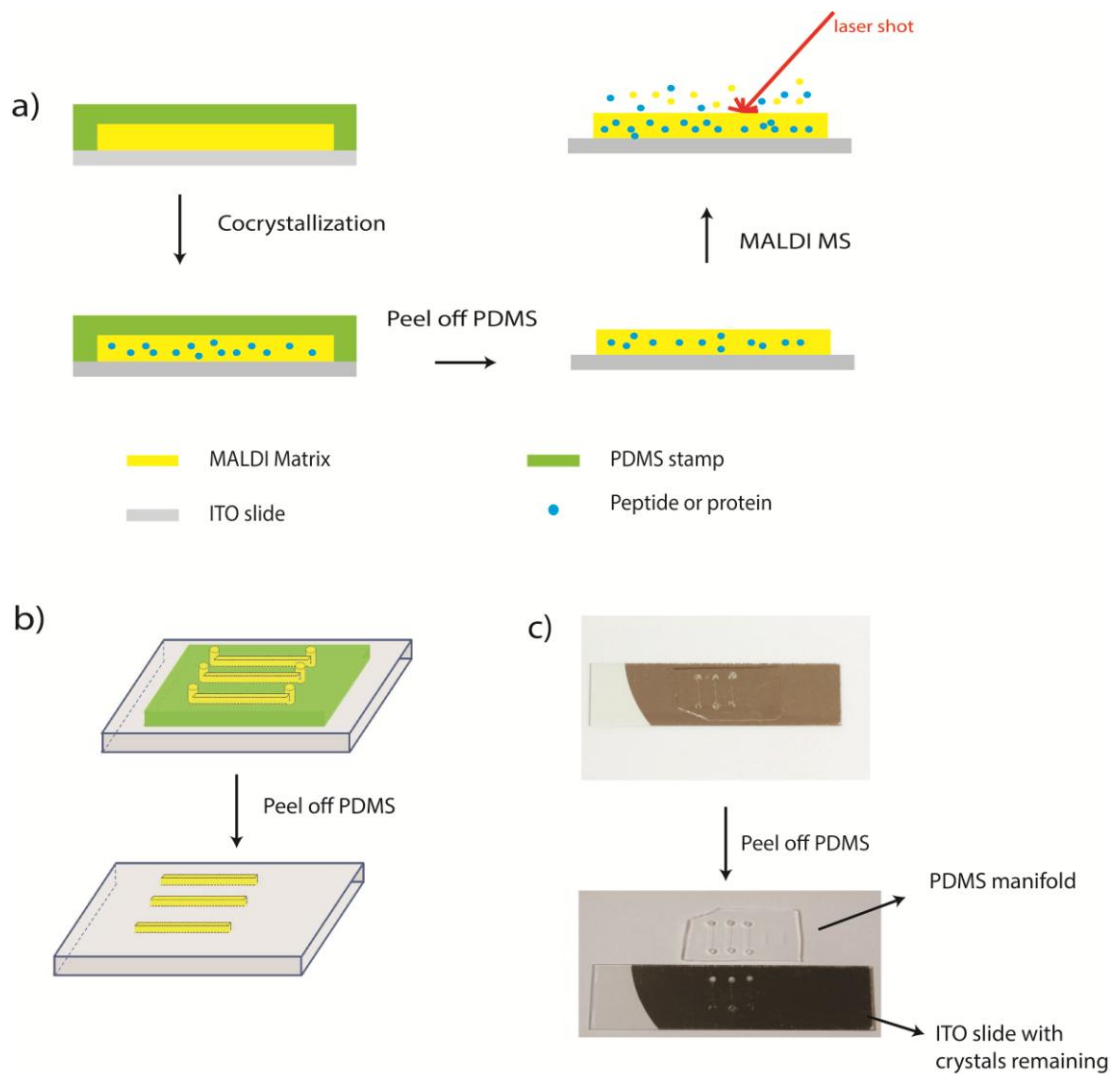 a)
laser shot
Cocrystallization
MALDI MS
Peel off PDMS
MALDI Matrix
PDMS stamp
ITO slide
Peptide or protein
b)
c)
Peel off PDMS
Peel off PDMS
PDMS manifold
ITO slide with
crystals remaining